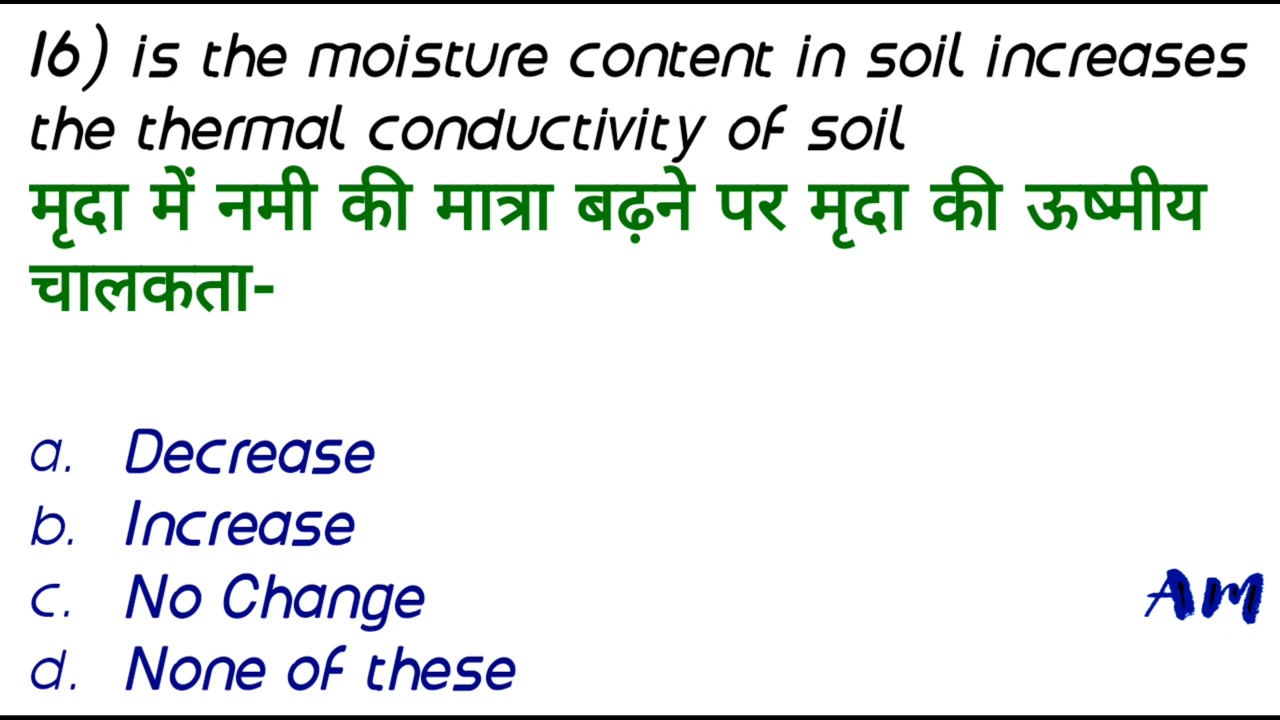 16) is the moisture content in soil increases
the thermal conductivity of soil
मृदा में नमी की मात्रा बढ़ने पर मृदा की ऊष्मीय
चालकता-
a. Decrease
b. Increase
c. No Change
d. None of these
AM